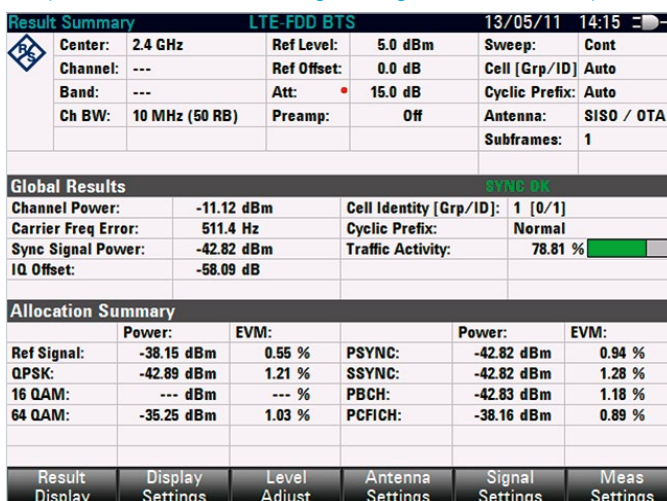 Result Summary LTE-FDD BTS 13/05/11 14:15
Center: 2.4 GHz Ref Level: 5.0 dBm Sweep: Cont
Channel: --- Ref Offset: 0.0 dB Cell [Grp/ID] Auto
Band: --- Att: 15.0 dB Cyclic Prefix: Auto
Ch BW: 10 MHz (50 RB) Preamp: Off Antenna: SISO / OTA
Subframes: 1
Global Results SYNC OK
Channel Power: -11.12 dBm Cell Identity [Grp/ID]: 1 [0/1]
Carrier Freq Error: 511.4 Hz Cyclic Prefix: Normal
Sync Signal Power: -42.82 dBm Traffic Activity: 78.81 %
IQ Offset: -58.09 dB
Allocation Summary
Power: EVM: Power: EVM:
Ref Signal: -38.15 dBm 0.55 % PSYNC: -42.82 dBm 0.94 %
QPSK: -42.89 dBm 1.21 % SSYNC: -42.82 dBm 1.28 %
16 QAM: --- dBm --- % PBCH: -42.83 dBm 1.18 %
64 QAM: -35.25 dBm 1.03 % PCFICH: -38.16 dBm 0.89 %
Result Display Level Antenna Signal Meas
Display Settings Adjust Settings Settings Settings